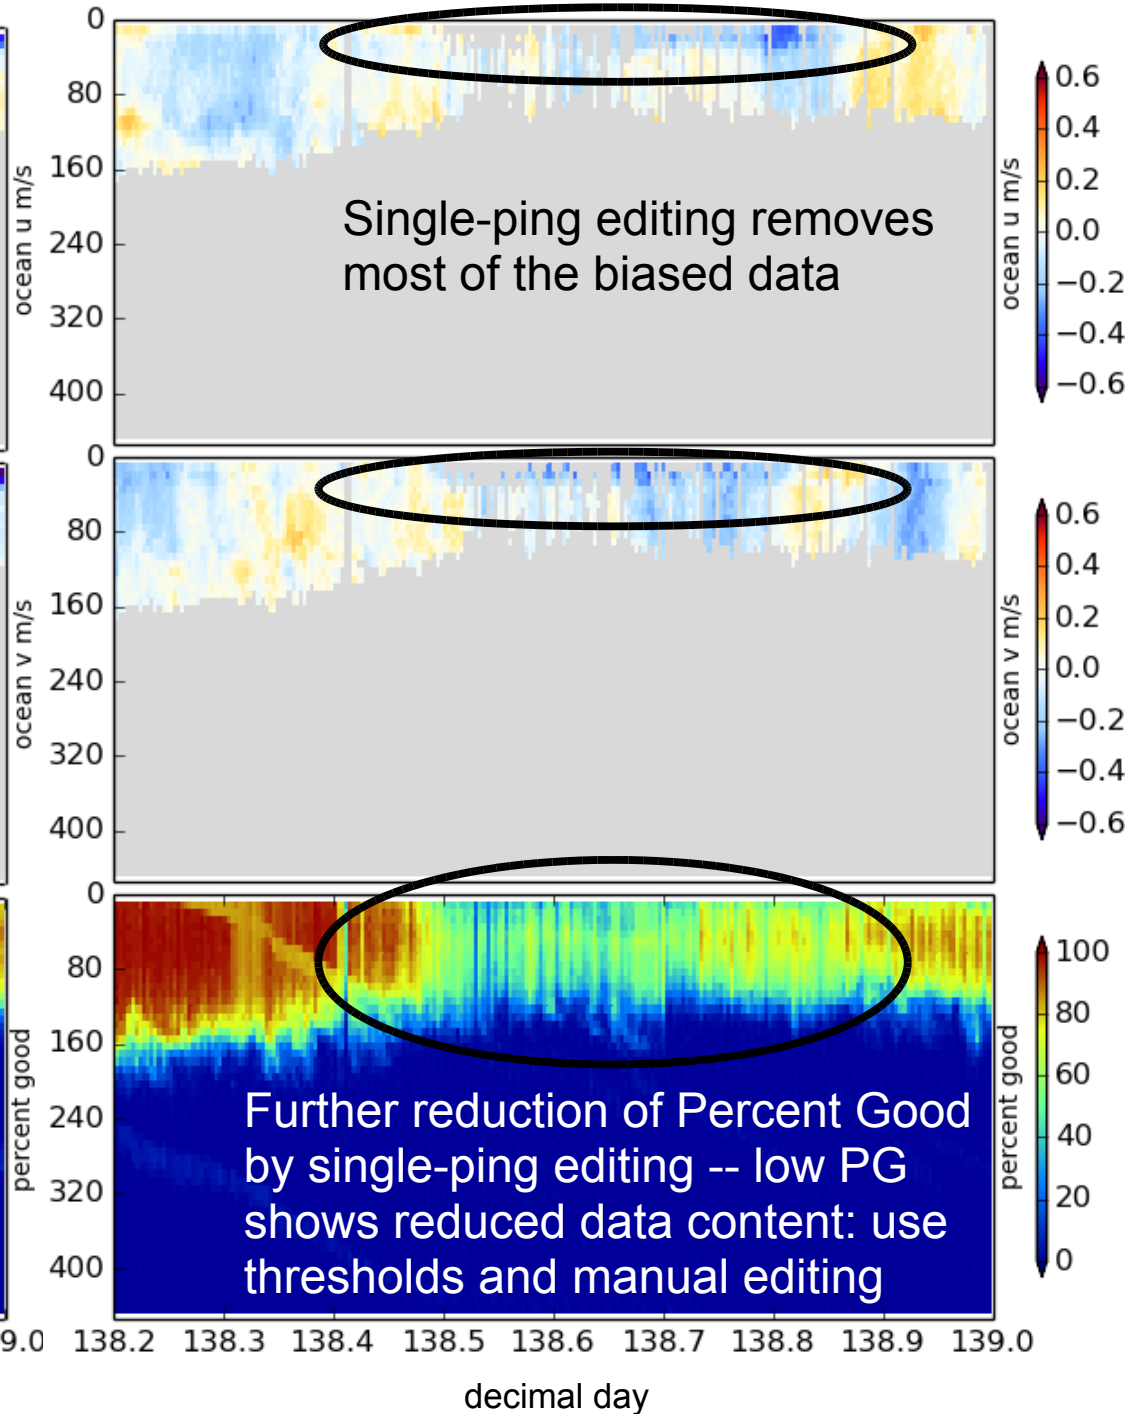 0
80
160
240
320
400
ocean u m/s
Single-ping editing removes
most of the biased data
ocean u m/s
0.6
0.4
0.2
0.0
−0.2
−0.4
−0.6
0
80
160
240
320
400
ocean v m/s
ocean v m/s
0.6
0.4
0.2
0.0
−0.2
−0.4
−0.6
0
80
160
240
320
400
percent good
Further reduction of Percent Good
by single-ping editing -- low PG
shows reduced data content: use
thresholds and manual editing
percent good
100
80
60
40
20
0
9.0 138.2 138.3 138.4 138.5 138.6 138.7 138.8 138.9 139.0
decimal day